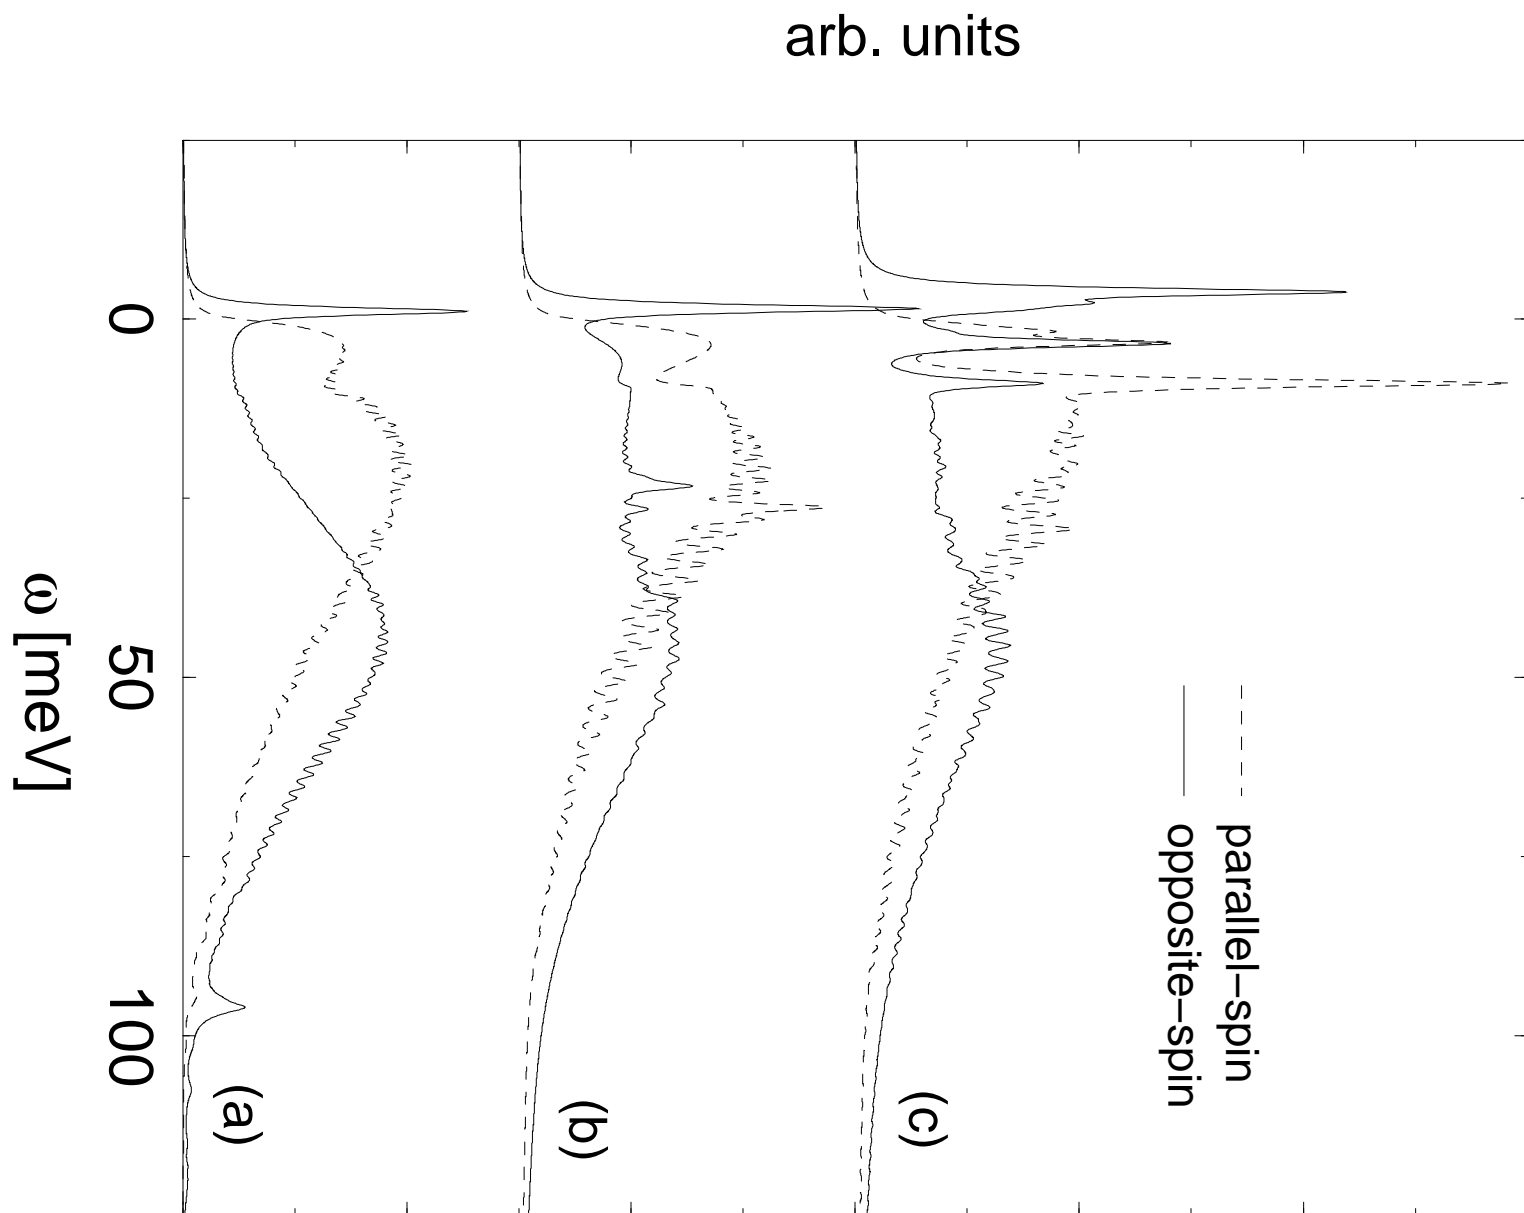 arb. units
0
50
100
ω [meV]
(a)
(b)
(c)
parallel–spin
opposite–spin